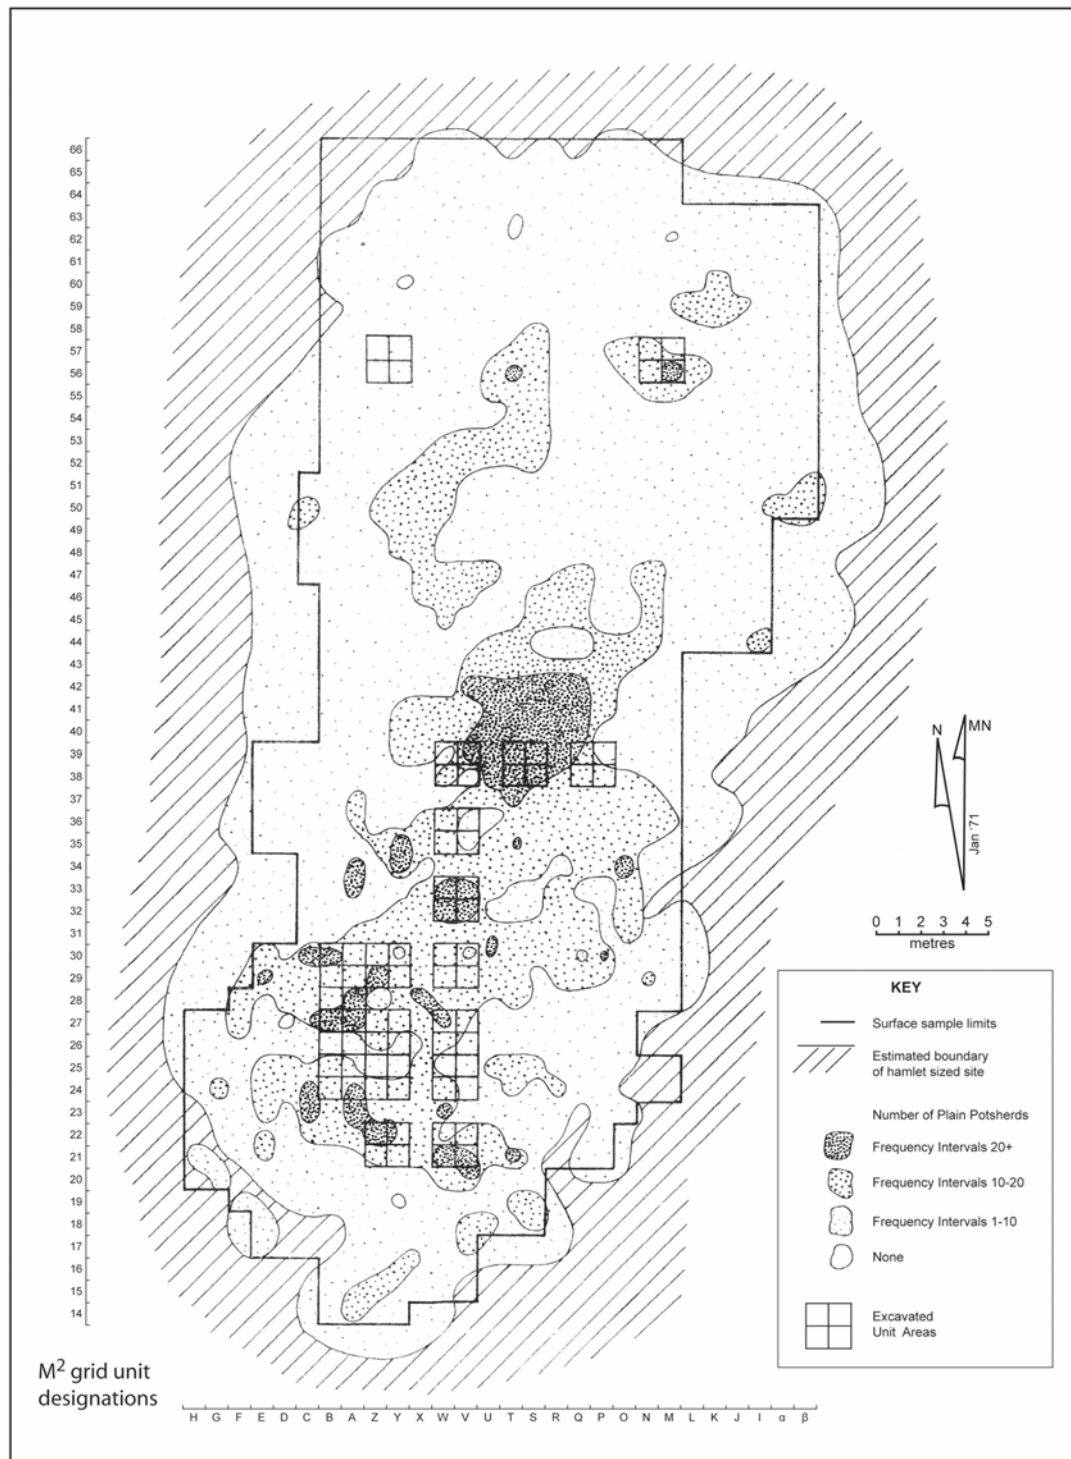 66
65
64
63
62
61
60
59
58
57
56
55
54
53
52
51
50
49
48
47
46
45
44
43
42
41
40
39
38
37
36
35
34
33
32
31
30
29
28
27
26
25
24
23
22
21
20
19
18
17
16
15
14
N MN
Jan '71
0 1 2 3 4 5
metres
KEY
Surface sample limits
Estimated boundary
of hamlet sized site
Number of Plain Potsherds
Frequency Intervals 20+
Frequency Intervals 10-20
Frequency Intervals 1-10
None
Excavated
Unit Areas
M² grid unit
designations
H G F E D C B A Z Y X W V U T S R Q P O N M L K J I α β